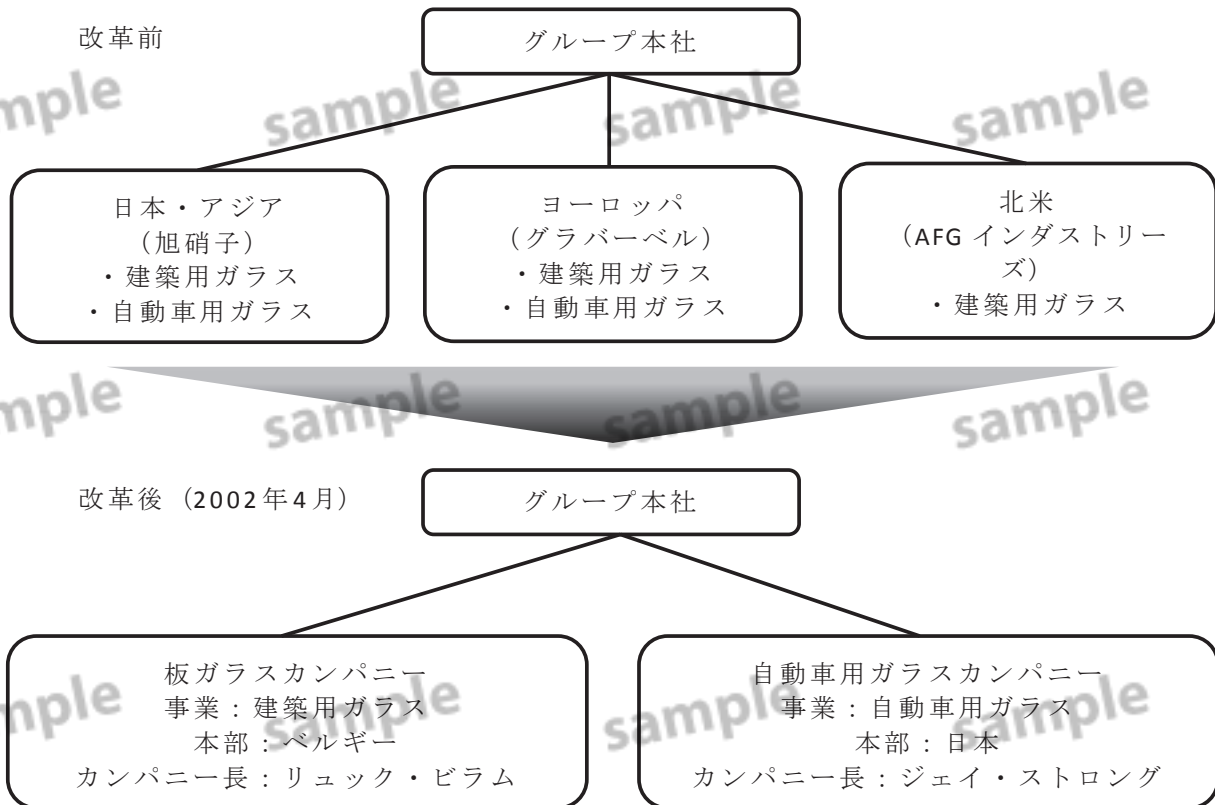 改革前
グループ本社
日本・アジア
（旭硝子）
・建築用ガラス
・自動車用ガラス
ヨーロッパ
（グラバーベル）
・建築用ガラス
・自動車用ガラス
北米
（AFG インダストリー
ズ）
・建築用ガラス
改革後（2002年4月）
グループ本社
板ガラスカンパニー
事業：建築用ガラス
本部：ベルギー
カンパニー長：リュック・ビラム
自動車用ガラスカンパニー
事業：自動車用ガラス
本部：日本
カンパニー長：ジェイ・ストロング
sample
sample
sample
sample
sample
sample
sample
sample
sample
sample
sample
sample